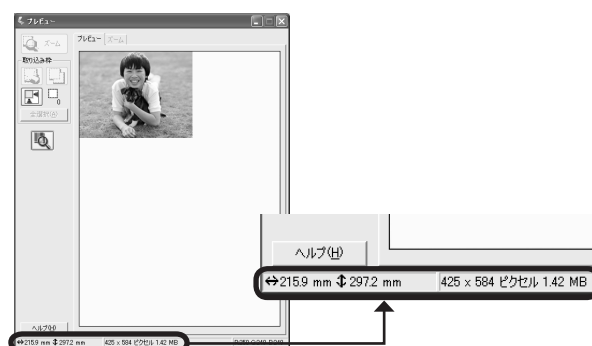 プレビュー
ズーム
プレビュー ズーム
取り込み枠
0
全選択(A)
ヘルプ(H)
215.9 mm 297.2 mm 425 x 584 ピクセル 1.42 MB
ヘルプ(H)
215.9 mm 297.2 mm 425 x 584 ピクセル 1.42 MB